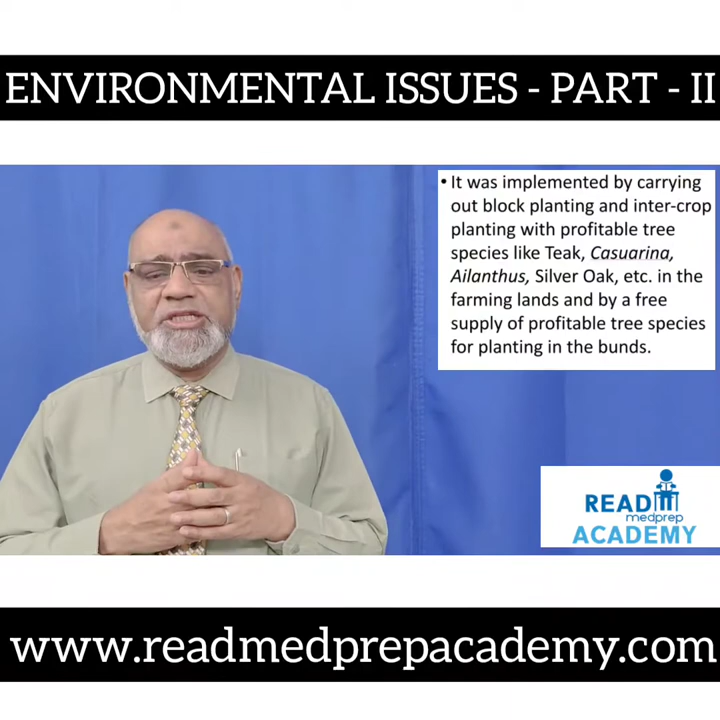 ENVIRONMENTAL ISSUES - PART - II
• It was implemented by carrying
out block planting and inter-crop
planting with profitable tree
species like Teak, Casuarina,
Ailanthus, Silver Oak, etc. in the
farming lands and by a free
supply of profitable tree species
for planting in the bunds.
READ
medprep
ACADEMY
www.readmedprepacademy.com